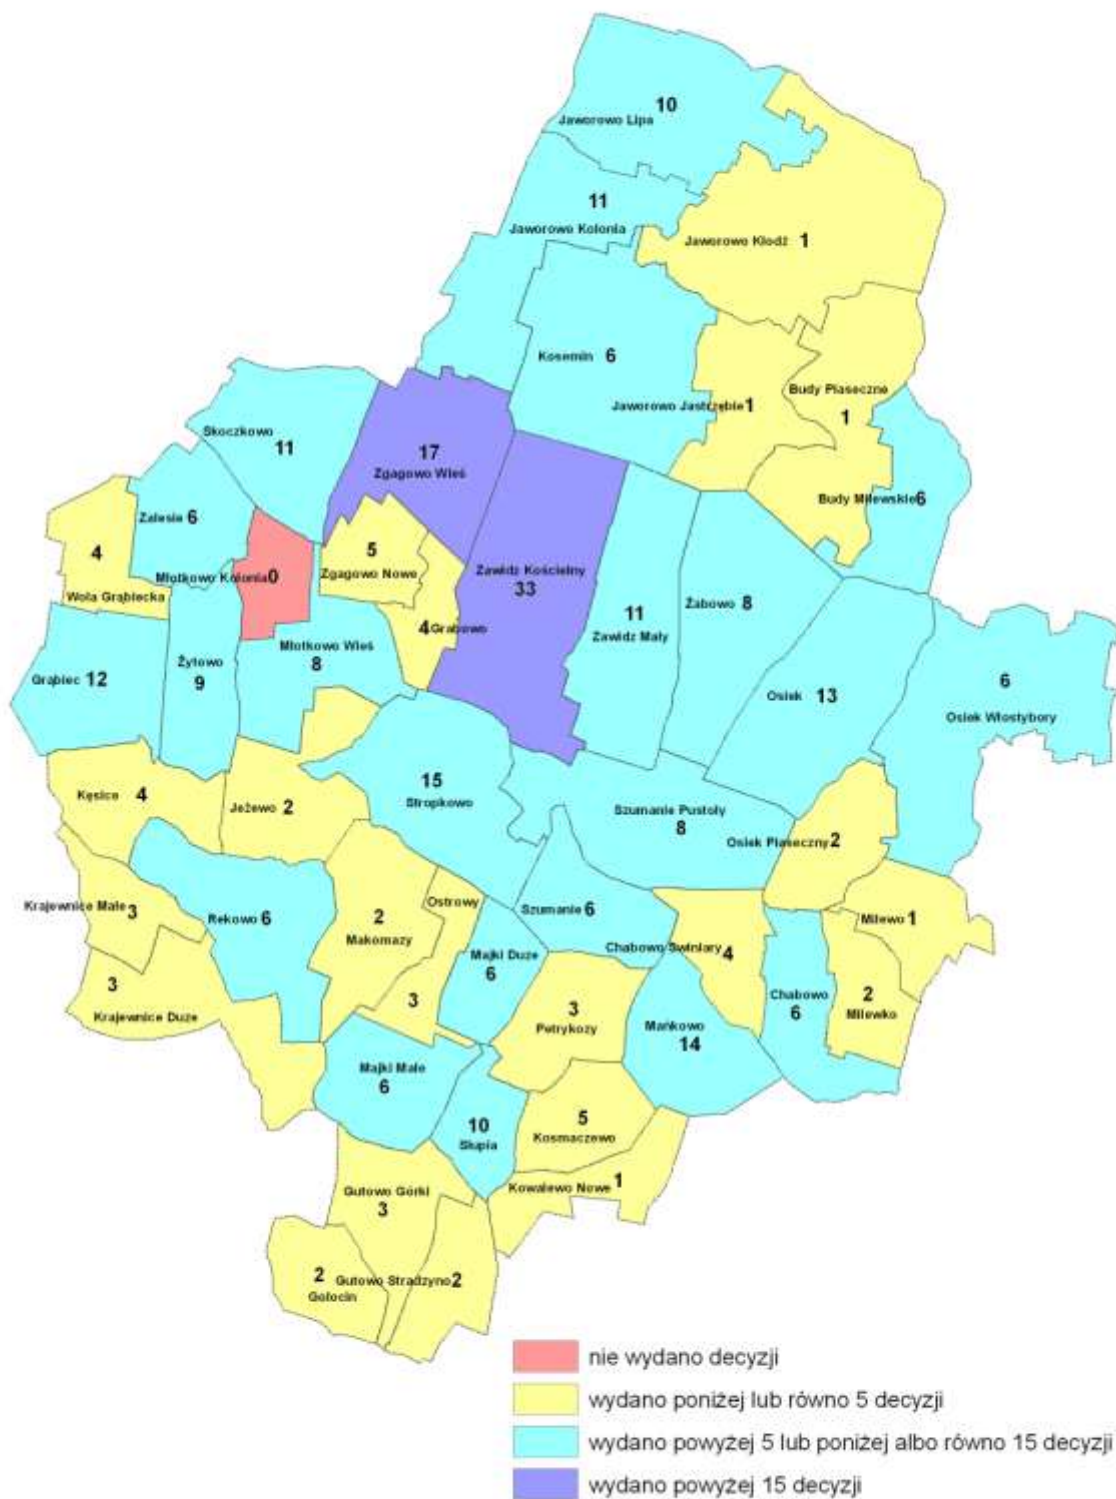 10
Jaworowo Lipa
11
Jaworowo Kolonia
Jaworowo Kłódź 1
Kosemin 6
Budy Piaseczne
1
Jaworowo Jastrzębie 1
Skoczkowo
11
17
Zgagowo Wieś
Budy Milewskie 6
Zalesie 6
4
Wola Grąbiecka
Młotkowo Kolonia 0
5
Zgagowo Nowe
Zawidz Kościelny
33
11
Zawidz Mały
Żabowo 8
4 Grabowo
Młotkowo Wieś
8
Żytowo
9
Grąbiec 12
Osiek 13
6
Osiek Włostybory
15
Stropkowo
Kęsice 4
Jeżewo 2
Szumanie Pustoły
8
Osiek Piaseczny 2
Krajewnice Małe 3
Rekowo 6
2
Makomazy
Ostrowy
3
Szumanie 6
Majki Duże
6
Chabowo Świniary
4
Milewo 1
3
Krajewnice Duże
3
Petrykozy
Mańkowo
14
Chabowo
6
2
Milewko
Majki Małe
6
10
Słupia
5
Kosmaczewo
Kowalewo Nowe 1
Gutowo Górki
3
2
Gołocin
Gutowo Stradzyno 2
nie wydano decyzji
wydano poniżej lub równo 5 decyzji
wydano powyżej 5 lub poniżej albo równo 15 decyzji
wydano powyżej 15 decyzji